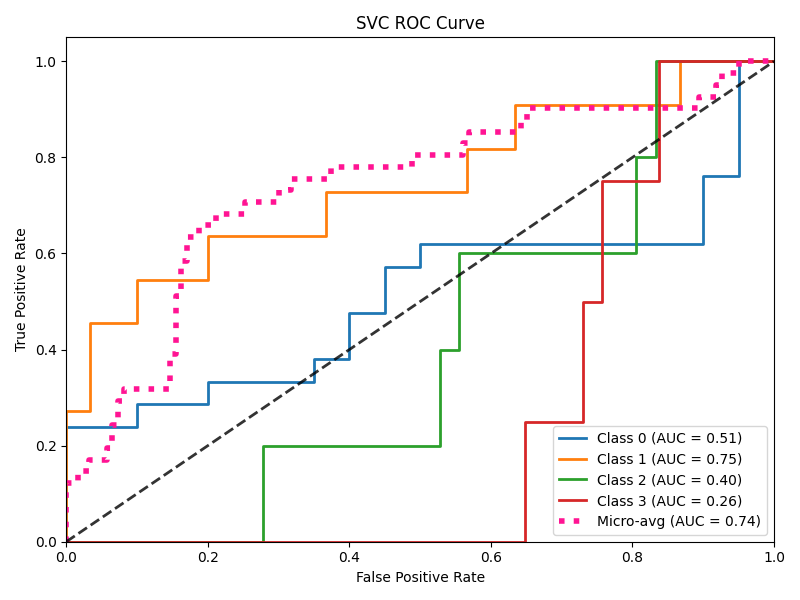 SVC ROC Curve
True Positive Rate
1.0
0.8
0.6
0.4
0.2
0.0
0.0 0.2 0.4 0.6 0.8 1.0
False Positive Rate
Class 0 (AUC = 0.51)
Class 1 (AUC = 0.75)
Class 2 (AUC = 0.40)
Class 3 (AUC = 0.26)
Micro-avg (AUC = 0.74)